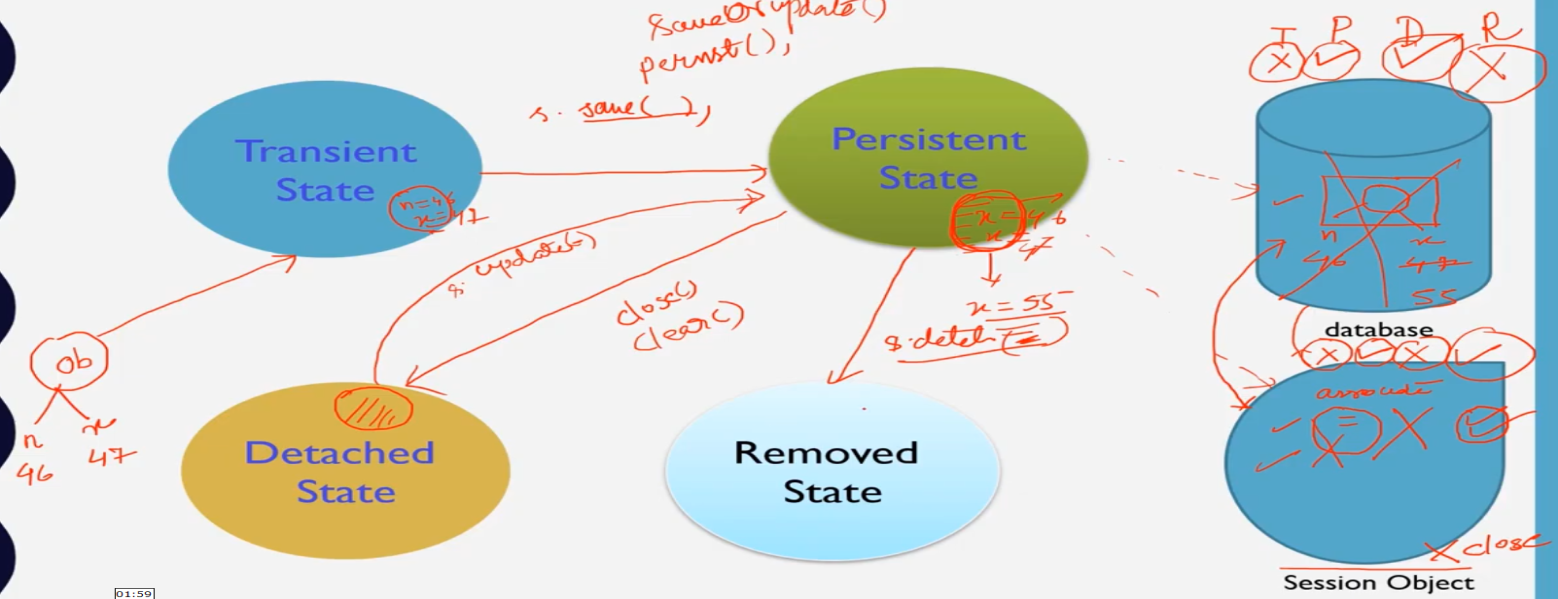 saveOrUpdate()
persist(),
s. save( ),
T P D R
X ✓ ✓ X
Transient
State
n=46
x=47
Persistent
State
x=46
x=47
x=55
n x
46 47
55
database
s. update(=)
close()
clear()
Ob
n x
46 47
Detached
State
Removed
State
X ✓ X ✓
associate
X close
Session Object
01:59